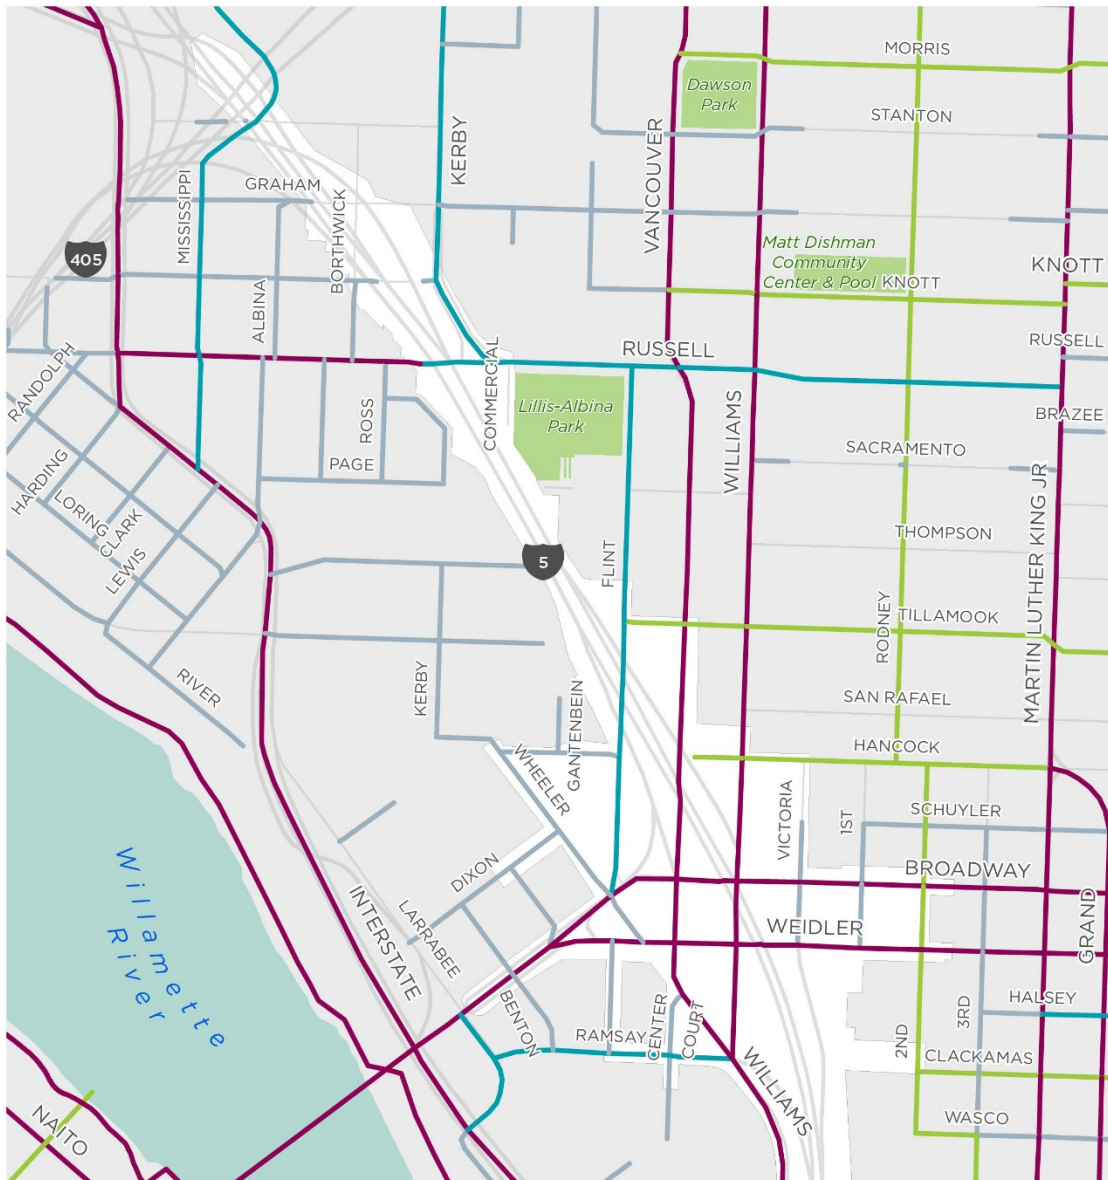 MORRIS
Dawson
Park
STANTON
KERBY
VANCOUVER
MISSISSIPPI
GRAHAM
BORTHWICK
405
Matt Dishman
Community
Center & Pool
KNOTT
KNOTT
ALBINA
RUSSELL
RUSSELL
RANDOLPH
COMMERCIAL
WILLIAMS
Lillis-Albina
Park
ROSS
BRAZEE
PAGE
SACRAMENTO
HARDING
LORING
CLARK
LEWIS
THOMPSON
5
FLINT
MARTIN LUTHER KING JR
RODNEY
TILLAMOOK
RIVER
KERBY
GANTENBEIN
SAN RAFAEL
HANCOCK
WHEELER
VICTORIA
1ST
SCHUYLER
DIXON
BROADWAY
Willamette
River
INTERSTATE
LARRABEE
WEIDLER
GRAND
BENTON
RAMSAY
CENTER
COURT
2ND
3RD
HALSEY
CLACKAMAS
WILLIAMS
NAITO
WASCO